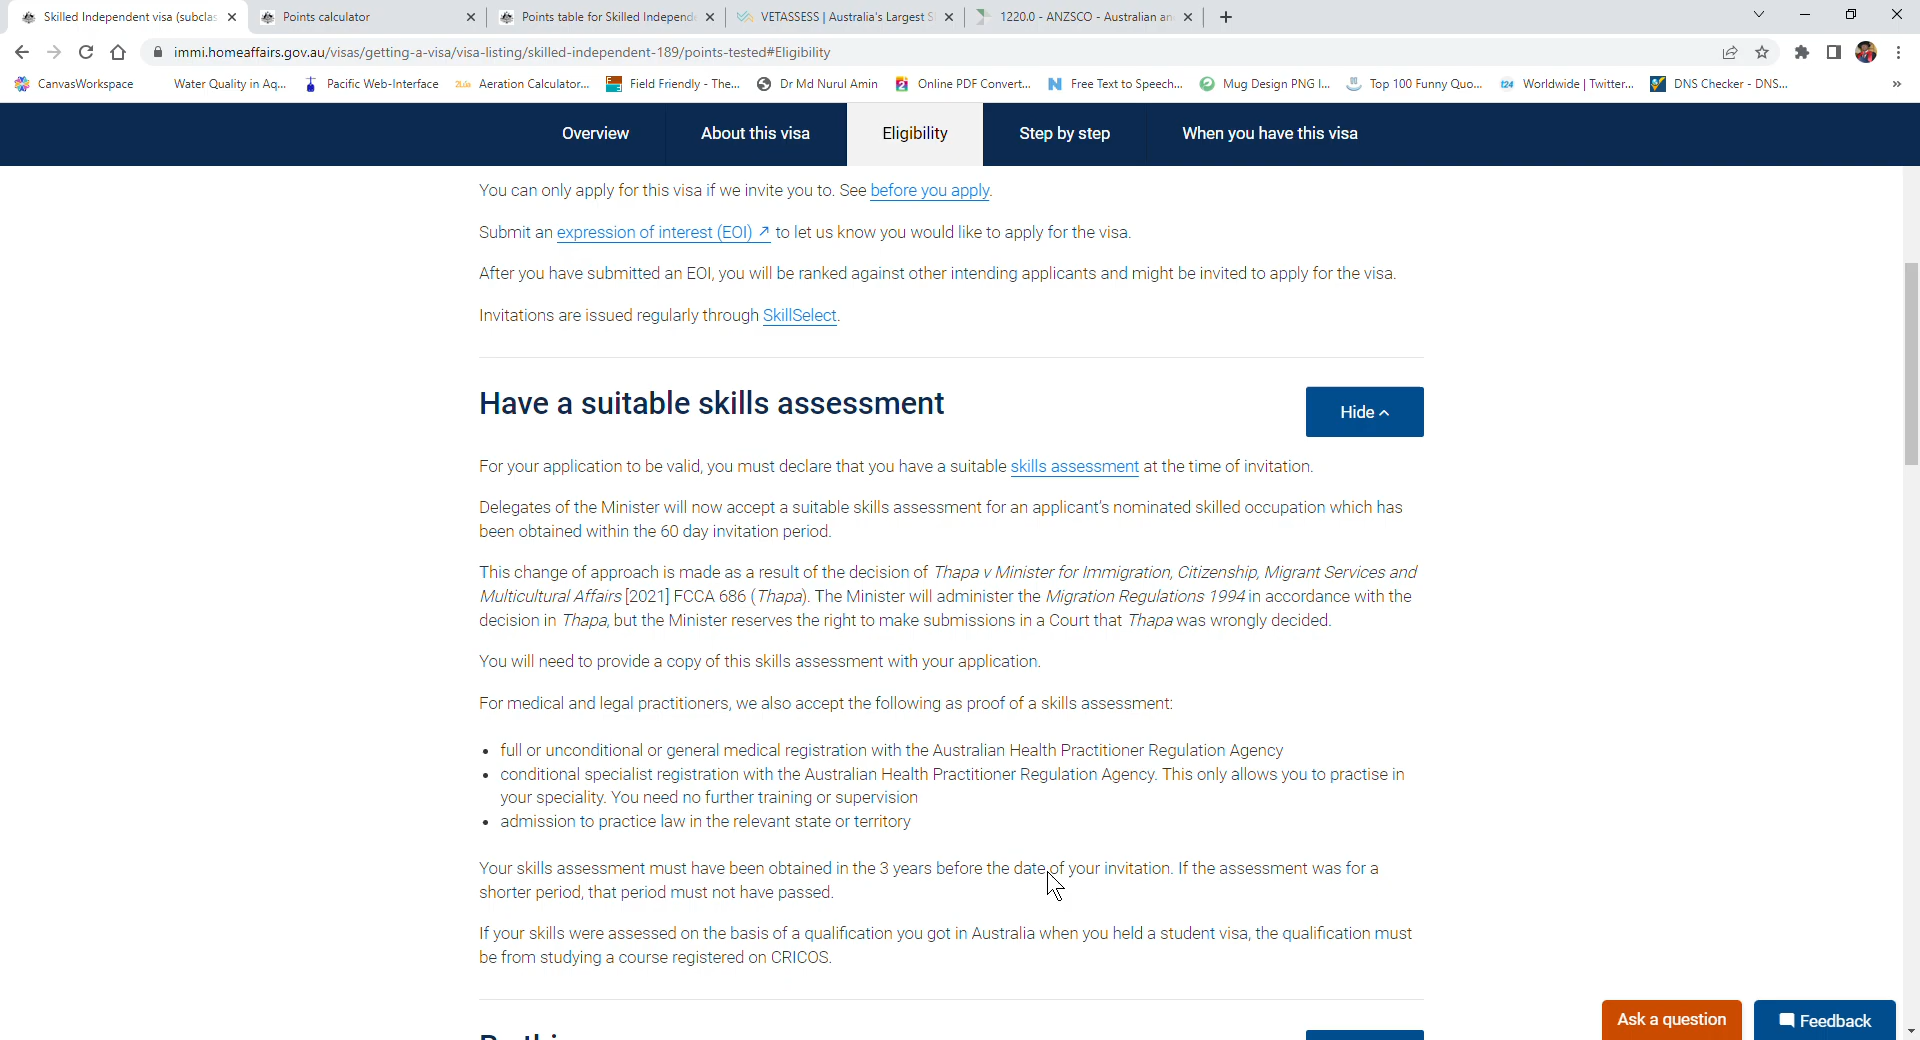 Skilled Independent visa (subclas
Points calculator
Points table for Skilled Independe
VETASSESS | Australia's Largest S
1220.0 - ANZSCO - Australian an
immi.homeaffairs.gov.au/visas/getting-a-visa/visa-listing/skilled-independent-189/points-tested#Eligibility
CanvasWorkspace
Water Quality in Aq...
Pacific Web-Interface
Aeration Calculator...
Field Friendly - The...
Dr Md Nurul Amin
Online PDF Convert...
Free Text to Speech...
Mug Design PNG I...
Top 100 Funny Quo...
t24 Worldwide | Twitter...
DNS Checker - DNS...
»
Overview
About this visa
Eligibility
Step by step
When you have this visa
You can only apply for this visa if we invite you to. See before you apply.
Submit an expression of interest (EOI) ↗ to let us know you would like to apply for the visa.
After you have submitted an EOI, you will be ranked against other intending applicants and might be invited to apply for the visa.
Invitations are issued regularly through SkillSelect.
Have a suitable skills assessment
Hide
For your application to be valid, you must declare that you have a suitable skills assessment at the time of invitation.
Delegates of the Minister will now accept a suitable skills assessment for an applicant's nominated skilled occupation which has
been obtained within the 60 day invitation period.
This change of approach is made as a result of the decision of Thapa v Minister for Immigration, Citizenship, Migrant Services and
Multicultural Affairs [2021] FCCA 686 (Thapa). The Minister will administer the Migration Regulations 1994 in accordance with the
decision in Thapa, but the Minister reserves the right to make submissions in a Court that Thapa was wrongly decided.
You will need to provide a copy of this skills assessment with your application.
For medical and legal practitioners, we also accept the following as proof of a skills assessment:
• full or unconditional or general medical registration with the Australian Health Practitioner Regulation Agency
• conditional specialist registration with the Australian Health Practitioner Regulation Agency. This only allows you to practise in
your speciality. You need no further training or supervision
• admission to practice law in the relevant state or territory
Your skills assessment must have been obtained in the 3 years before the date of your invitation. If the assessment was for a
shorter period, that period must not have passed.
If your skills were assessed on the basis of a qualification you got in Australia when you held a student visa, the qualification must
be from studying a course registered on CRICOS.
Ask a question
Feedback